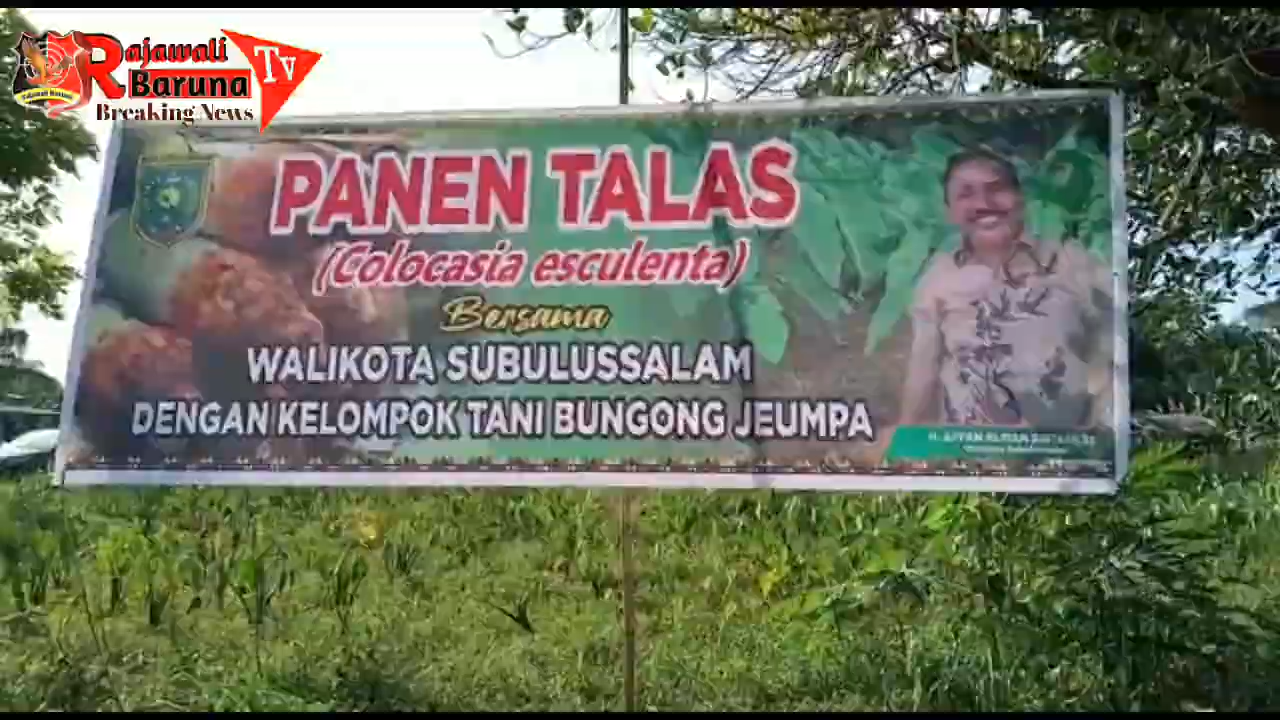 Rajawali
Baruna
Tv
Breaking News
PANEN TALAS
(Colocasia esculenta)
Bersama
WALIKOTA SUBULUSSALAM
DENGAN KELOMPOK TANI BUNGONG JEUMPA